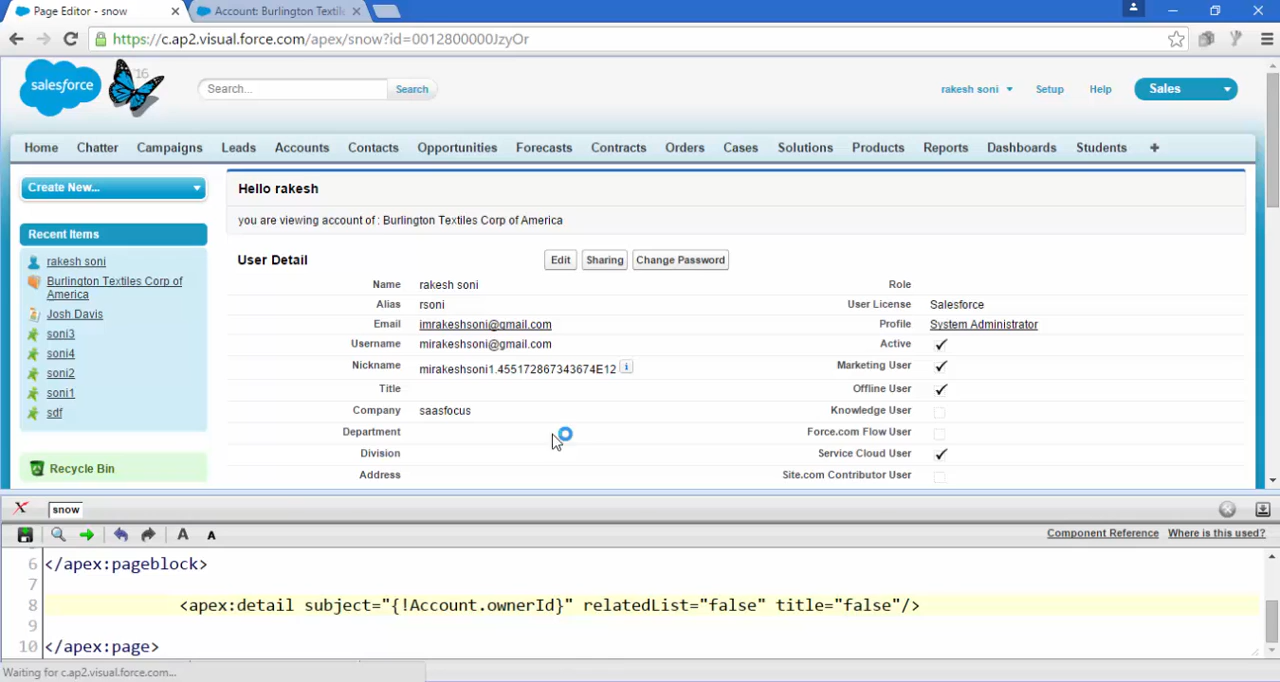 Page Editor - snow
Account: Burlington Textile
https://c.ap2.visual.force.com/apex/snow?id=0012800000JzyOr
salesforce
'16
Search...
Search
rakesh soni
Setup
Help
Sales
Home Chatter Campaigns Leads Accounts Contacts Opportunities Forecasts Contracts Orders Cases Solutions Products Reports Dashboards Students +
Create New...
Recent Items
rakesh soni
Burlington Textiles Corp of
America
Josh Davis
soni3
soni4
soni2
soni1
sdf
Recycle Bin
Hello rakesh
you are viewing account of : Burlington Textiles Corp of America
User Detail
Edit Sharing Change Password
Name rakesh soni Role
Alias rsoni User License Salesforce
Email imrakeshsoni@gmail.com Profile System Administrator
Username mirakeshsoni@gmail.com Active
Nickname mirakeshsoni1.455172867343674E12 i Marketing User
Title Offline User
Company saasfocus Knowledge User
Department Force.com Flow User
Division Service Cloud User
Address Site.com Contributor User
snow
A A
Component Reference Where is this used?
6 </apex:pageblock>
7
8 <apex:detail subject="{!Account.ownerId}" relatedList="false" title="false"/>
9
10 </apex:page>
Waiting for c.ap2.visual.force.com...